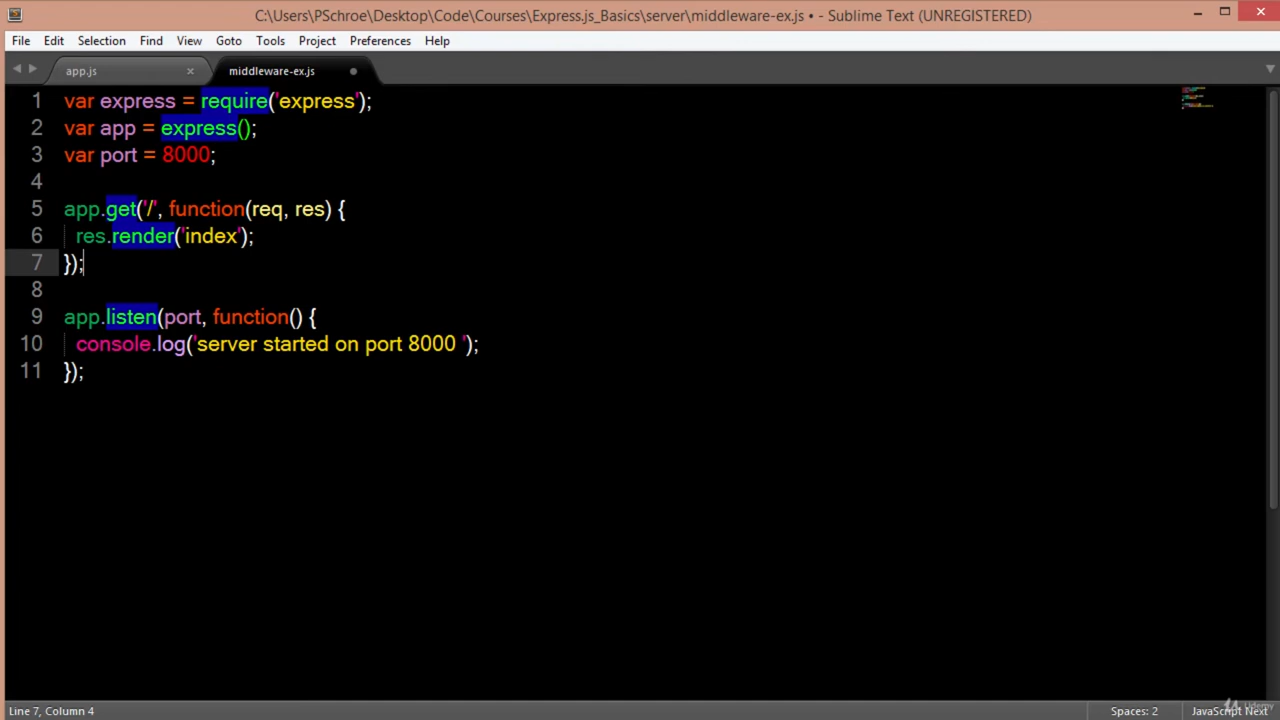 C:\Users\PSchroe\Desktop\Code\Courses\Express.js_Basics\server\middleware-ex.js • - Sublime Text (UNREGISTERED)
File Edit Selection Find View Goto Tools Project Preferences Help
app.js × middleware-ex.js
1 var express = require('express');
2 var app = express();
3 var port = 8000;
4
5 app.get('/', function(req, res) {
6 res.render('index');
7 });
8
9 app.listen(port, function() {
10 console.log('server started on port 8000 ');
11 });
Line 7, Column 4 Spaces: 2 JavaScript Next
Udemy